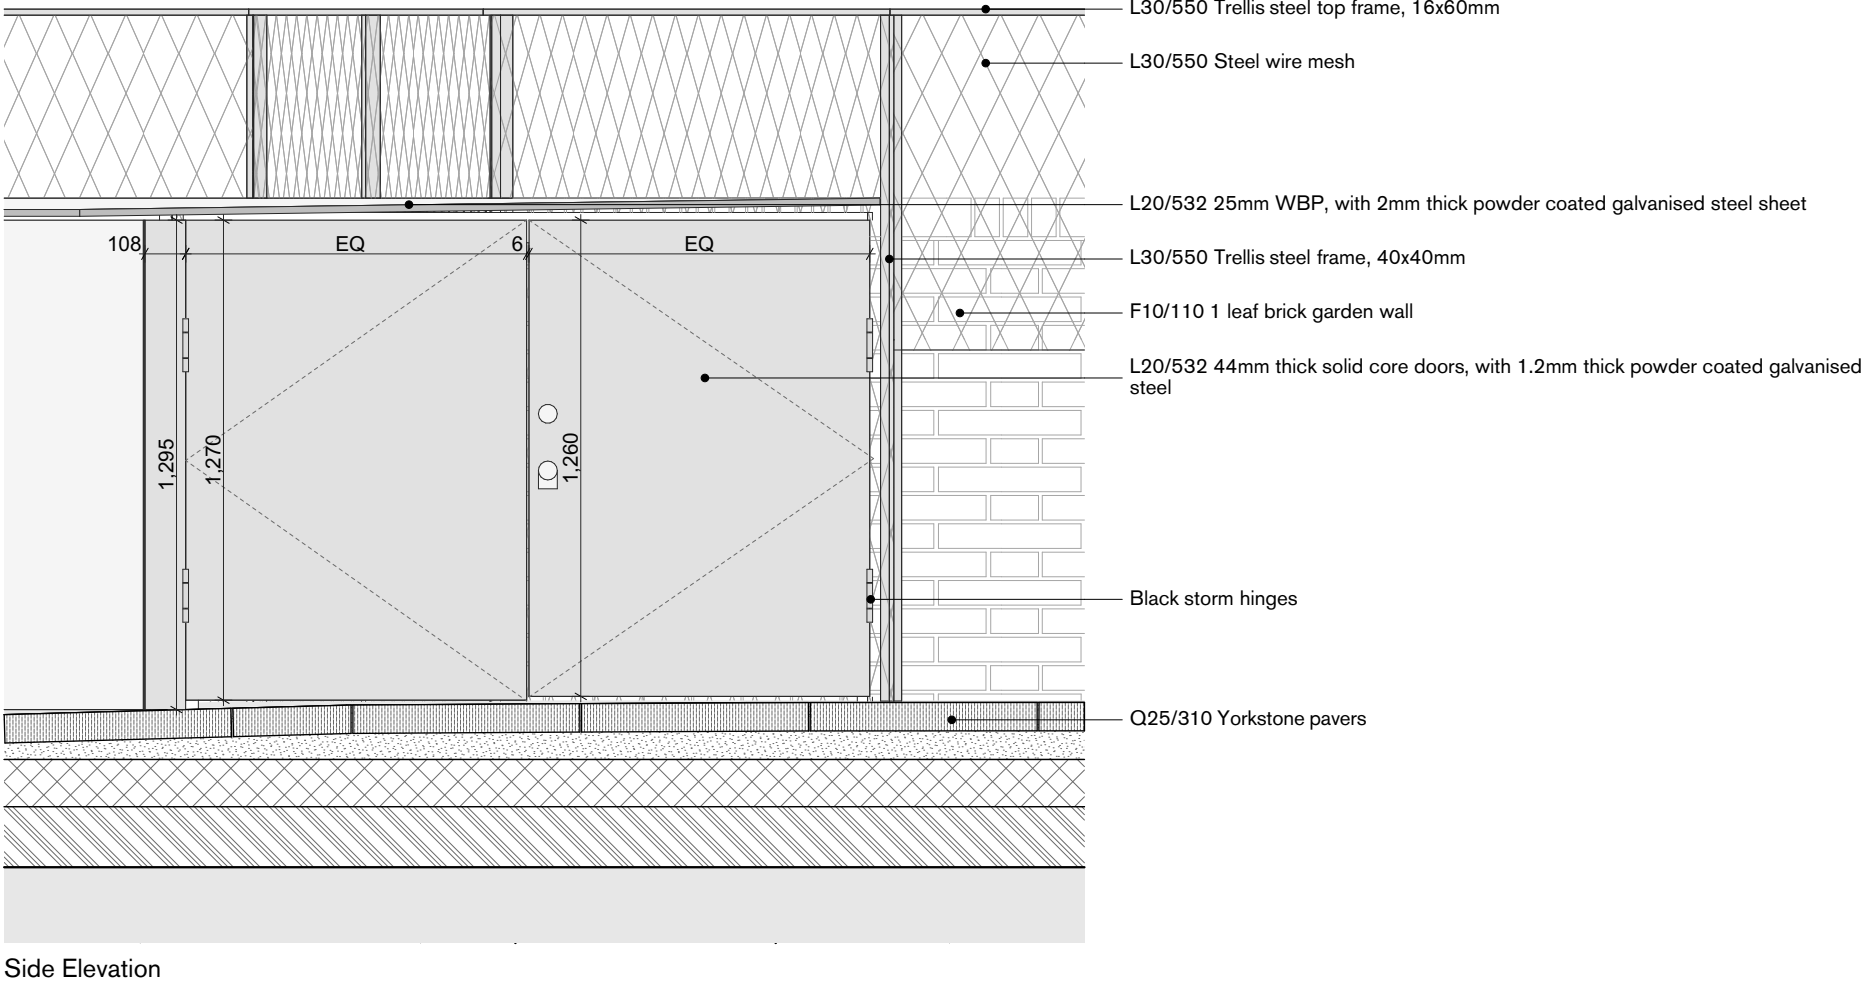 L30/550 Trellis steel top frame, 16x60mm
L30/550 Steel wire mesh
L20/532 25mm WBP, with 2mm thick powder coated galvanised steel sheet
108
EQ
6
EQ
L30/550 Trellis steel frame, 40x40mm
F10/110 1 leaf brick garden wall
L20/532 44mm thick solid core doors, with 1.2mm thick powder coated galvanised
steel
1,295
1,270
1,260
Black storm hinges
Q25/310 Yorkstone pavers
Side Elevation